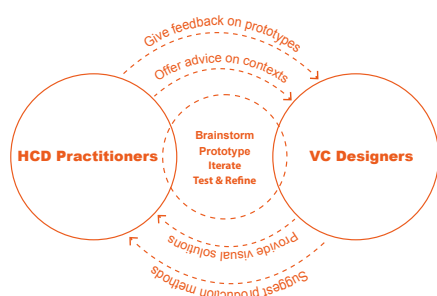 Give feedback on prototypes
Offer advice on contexts
HCD Practitioners
Brainstorm
Prototype
Iterate
Test & Refine
VC Designers
Provide visual solutions
Suggest production methods